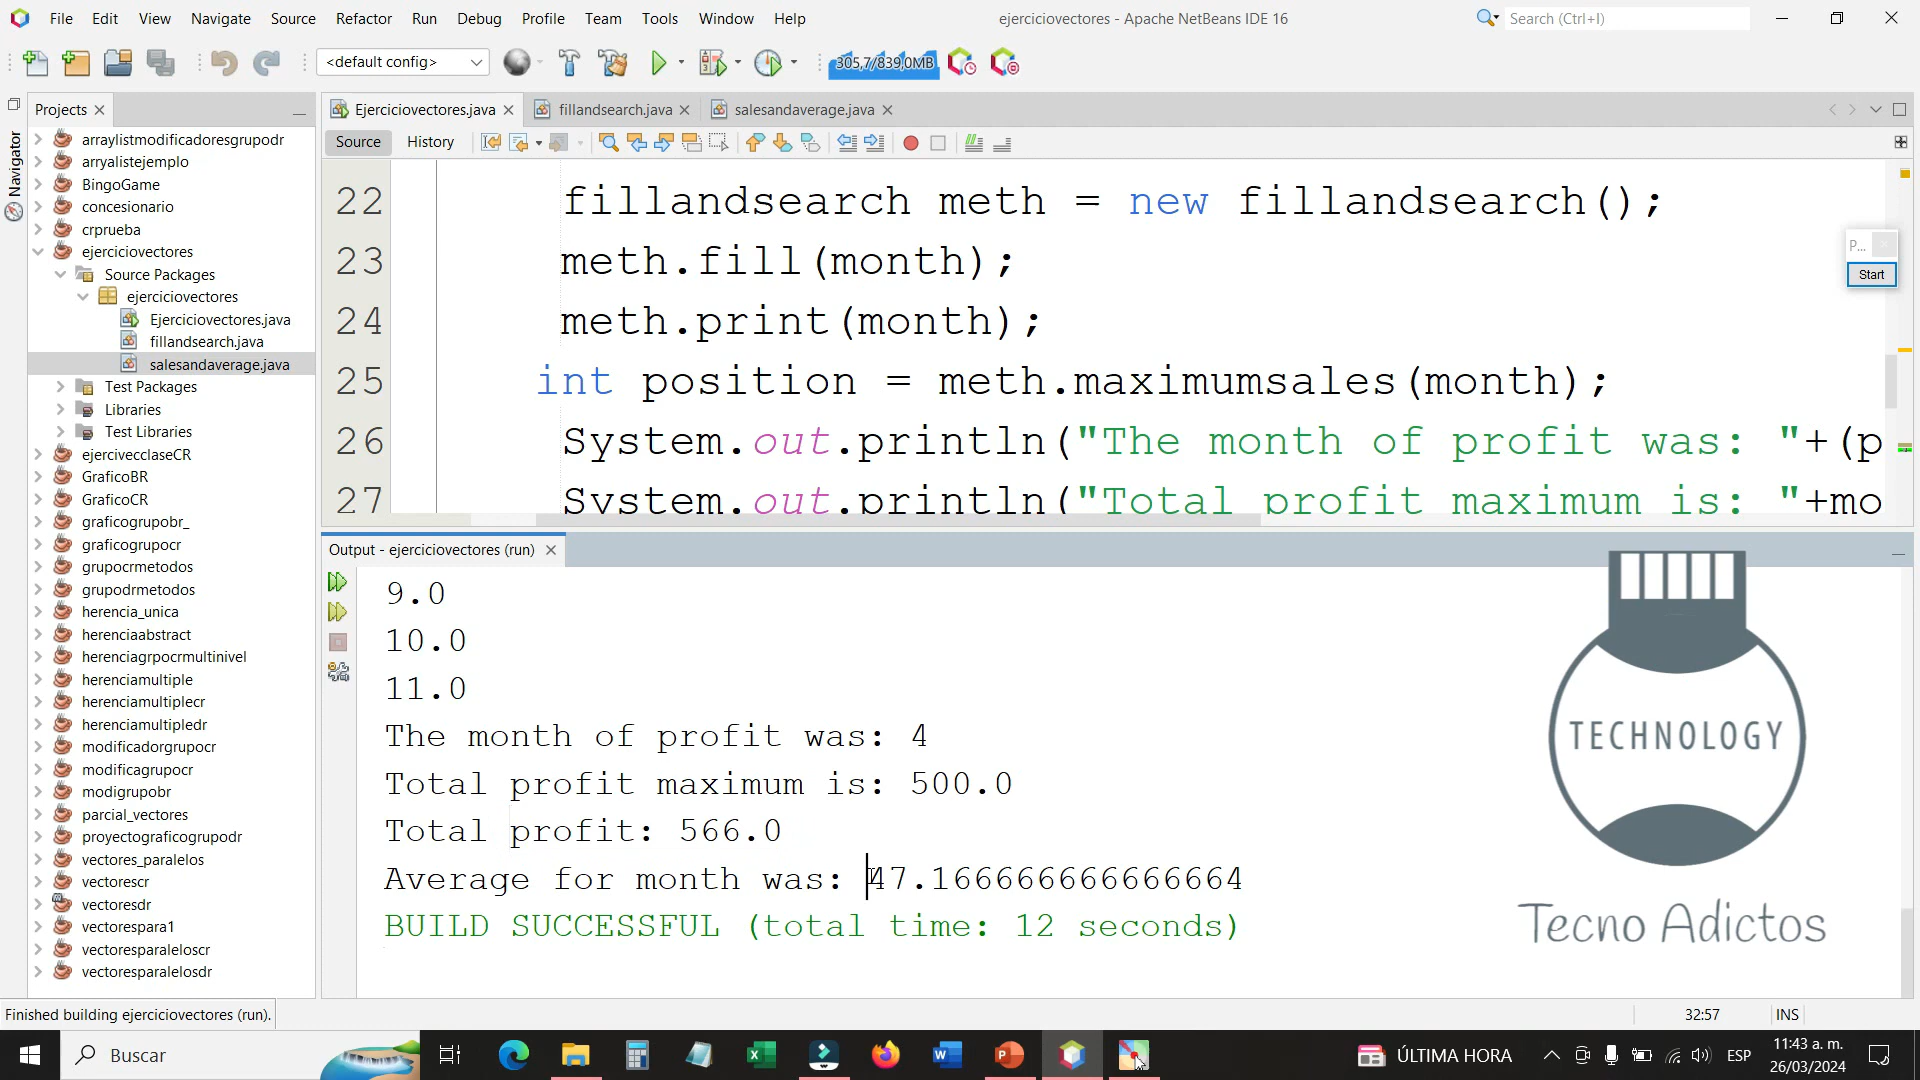 File Edit View Navigate Source Refactor Run Debug Profile Team Tools Window Help
ejerciciovectores - Apache NetBeans IDE 16
Search (Ctrl+I)
<default config>
305,7/839,0MB
Projects
Navigator
arraylistmodificadoresgrupodr
arryalistejemplo
BingoGame
concesionario
crprueba
ejerciciovectores
Source Packages
ejerciciovectores
Ejerciciovectores.java
fillandsearch.java
salesandaverage.java
Test Packages
Libraries
Test Libraries
ejercivecclaseCR
GraficoBR
GraficoCR
graficogrupobr_
graficogrupocr
grupocrmetodos
grupodrmetodos
herencia_unica
herenciaabstract
herenciagrpocrmultinivel
herenciamultiple
herenciamultiplecr
herenciamultipledr
modificadorgrupocr
modificagrupocr
modigrupobr
parcial_vectores
proyectograficogrupodr
vectores_paralelos
vectorescr
vectoresdr
vectorespara1
vectoresparaleloscr
vectoresparalelosdr
Ejerciciovectores.java fillandsearch.java salesandaverage.java
Source History
22 fillandsearch meth = new fillandsearch();
23 meth.fill(month);
24 meth.print(month);
25 int position = meth.maximumsales(month);
26 System.out.println("The month of profit was: "+(p
27 System.out.println("Total profit maximum is: "+mo
P...
Start
Output - ejerciciovectores (run)
9.0
10.0
11.0
The month of profit was: 4
Total profit maximum is: 500.0
Total profit: 566.0
Average for month was: 47.166666666666664
BUILD SUCCESSFUL (total time: 12 seconds)
TECHNOLOGY
Tecno Adictos
Finished building ejerciciovectores (run).
32:57
INS
Buscar
ÚLTIMA HORA
ESP
11:43 a. m.
26/03/2024